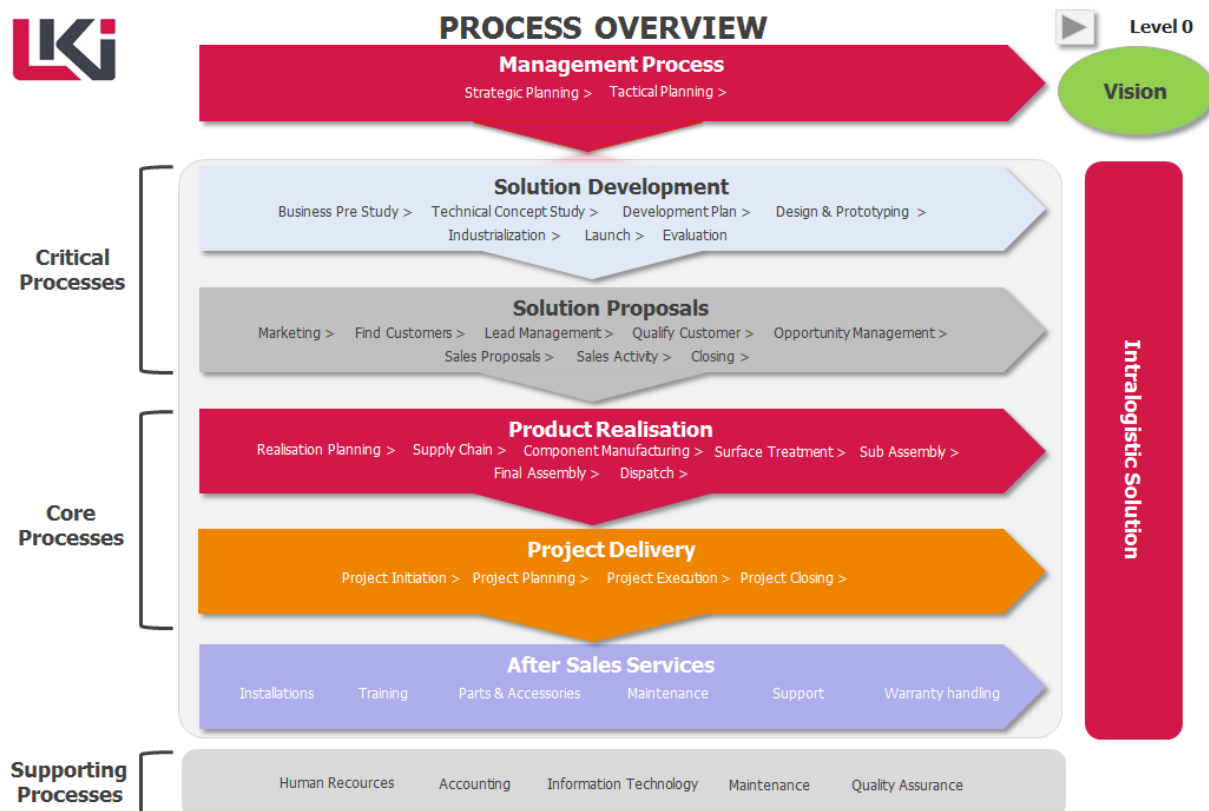 LKi
PROCESS OVERVIEW
Level 0
Management Process
Strategic Planning > Tactical Planning >
Vision
Critical
Processes
Solution Development
Business Pre Study > Technical Concept Study > Development Plan > Design & Prototyping >
Industrialization > Launch > Evaluation
Solution Proposals
Marketing > Find Customers > Lead Management > Qualify Customer > Opportunity Management >
Sales Proposals > Sales Activity > Closing >
Core
Processes
Product Realisation
Realisation Planning > Supply Chain > Component Manufacturing > Surface Treatment > Sub Assembly >
Final Assembly > Dispatch >
Project Delivery
Project Initiation > Project Planning > Project Execution > Project Closing >
After Sales Services
Installations Training Parts & Accessories Maintenance Support Warranty handling
Intralogistic Solution
Supporting
Processes
Human Recources Accounting Information Technology Maintenance Quality Assurance